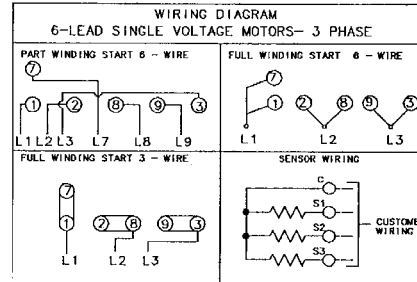 WIRING DIAGRAM
6-LEAD SINGLE VOLTAGE MOTORS- 3 PHASE
PART WINDING START 6 - WIRE
7
1 2 8 9 3
L1 L2 L3 L7 L8 L9
FULL WINDING START 6 - WIRE
7
1 2 8 9 3
L1 L2 L3
FULL WINDING START 3 - WIRE
7
1 2 8 9 3
L1 L2 L3
SENSOR WIRING
C
S1
S2
S3
CUSTOME
WIRING